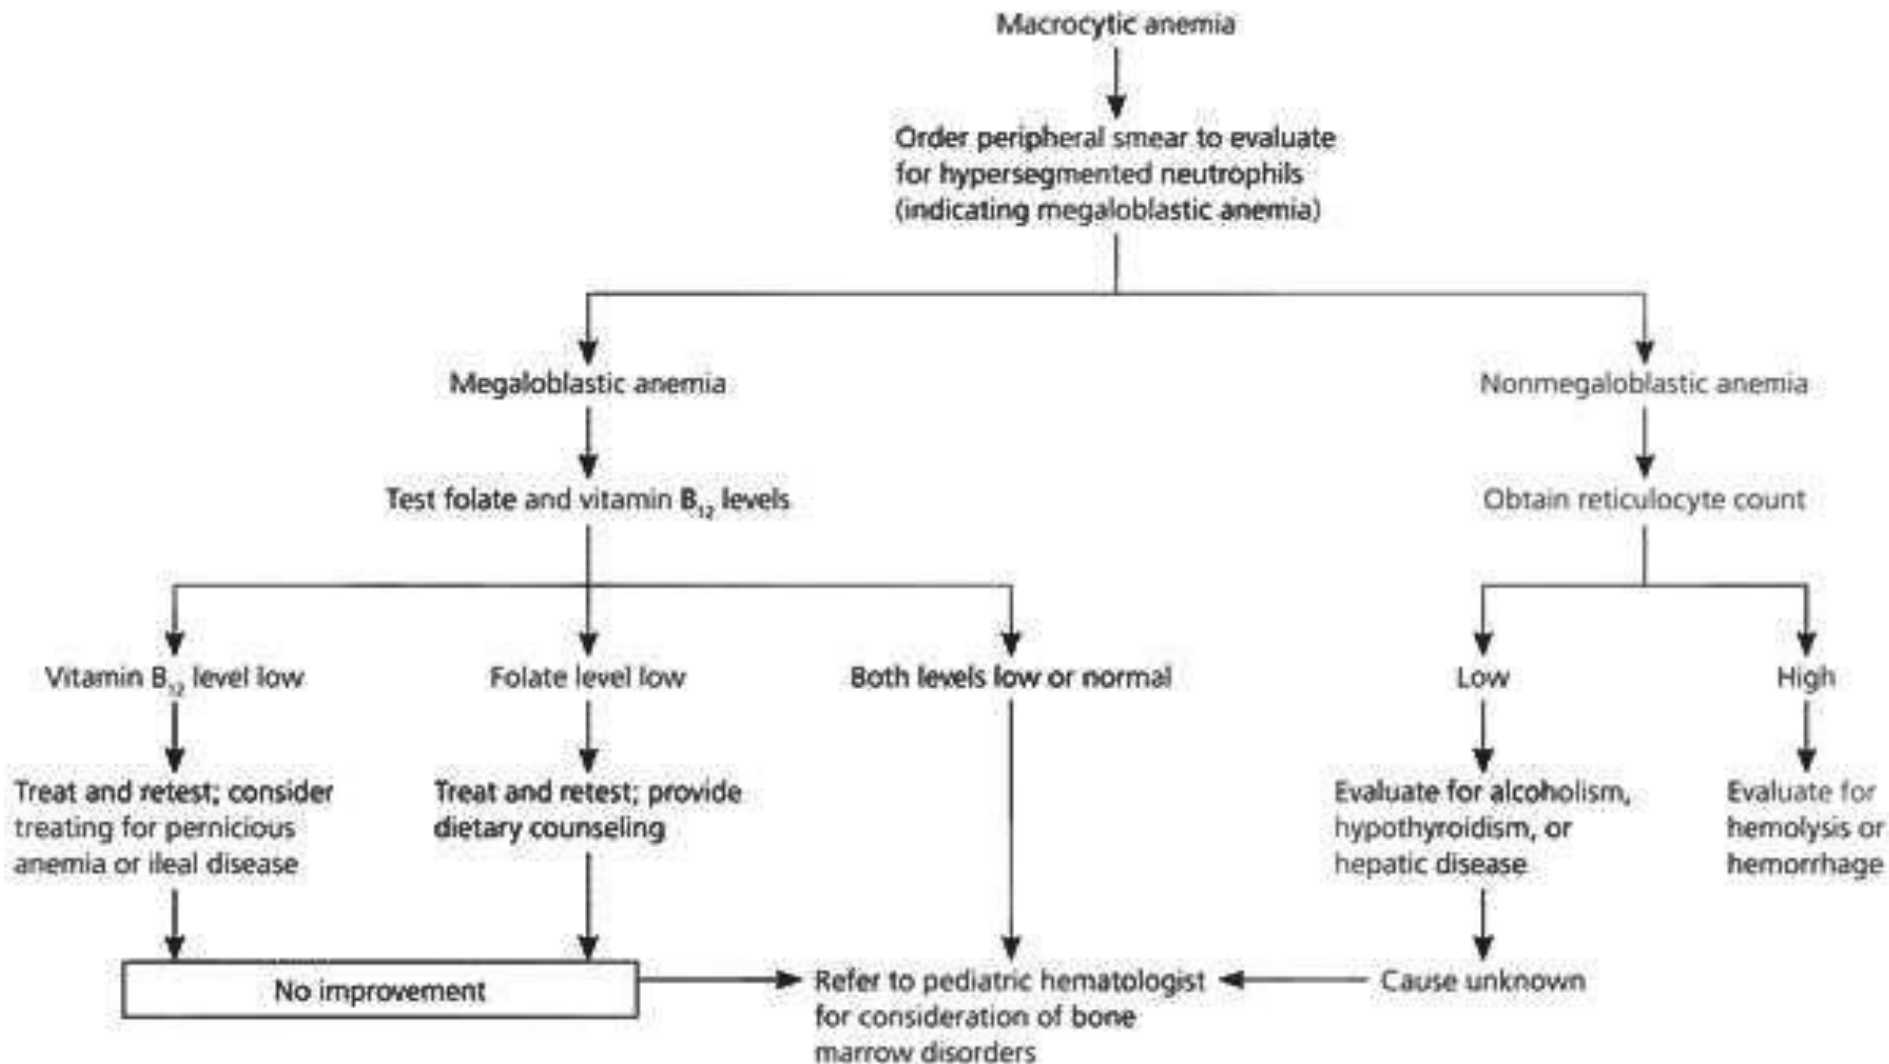 Macrocytic anemia
Order peripheral smear to evaluate
for hypersegmented neutrophils
(indicating megaloblastic anemia)
Megaloblastic anemia
Nonmegaloblastic anemia
Test folate and vitamin B₁₂ levels
Obtain reticulocyte count
Vitamin B₁₂ level low
Folate level low
Both levels low or normal
Low
High
Treat and retest; consider
treating for pernicious
anemia or ileal disease
Treat and retest; provide
dietary counseling
Evaluate for alcoholism,
hypothyroidism, or
hepatic disease
Evaluate for
hemolysis or
hemorrhage
No improvement
Refer to pediatric hematologist
for consideration of bone
marrow disorders
Cause unknown